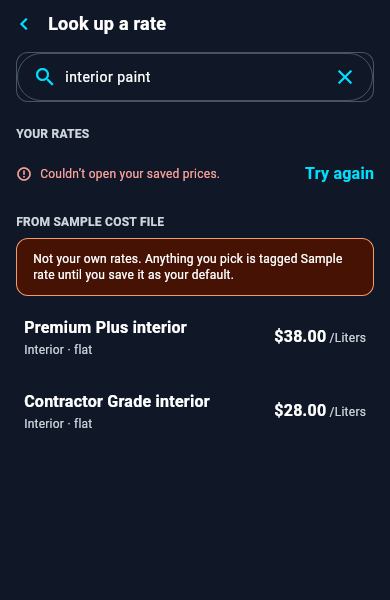 Look up a rate
interior paint
YOUR RATES
Couldn't open your saved prices.
Try again
FROM SAMPLE COST FILE
Not your own rates. Anything you pick is tagged Sample
rate until you save it as your default.
Premium Plus interior
$38.00 /Liters
Interior · flat
Contractor Grade interior
$28.00 /Liters
Interior · flat